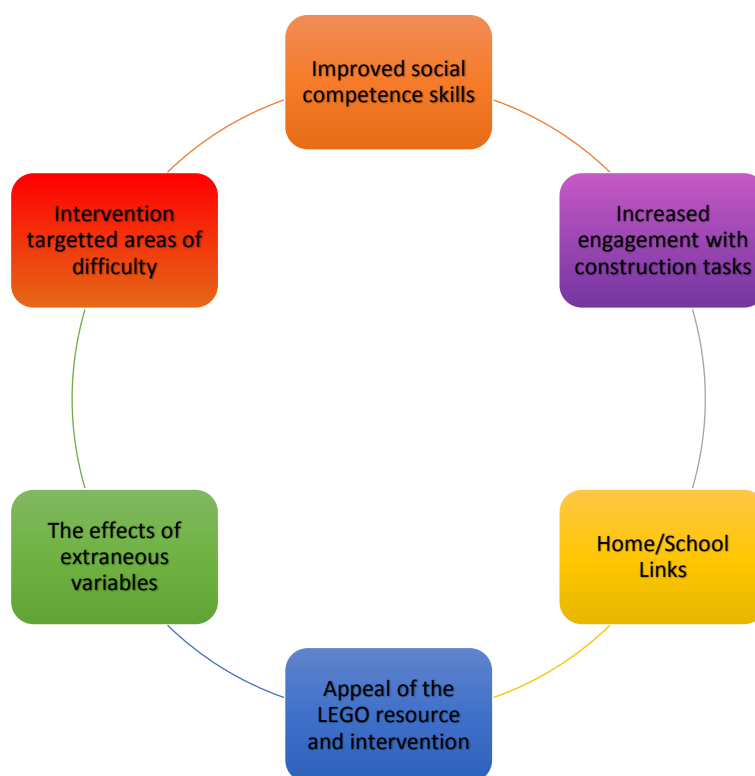 Improved social
competence skills
Increased
engagement with
construction tasks
Home/School
Links
Appeal of the
LEGO resource
and intervention
The effects of
extraneous
variables
Intervention
targetted areas of
difficulty